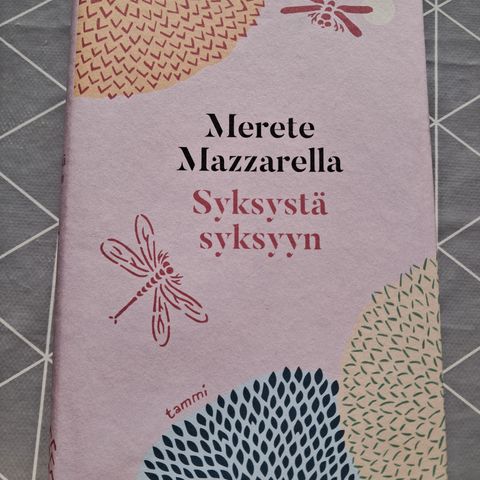 Merete
Mazzarella
Syksystä
syksyyn
tammi